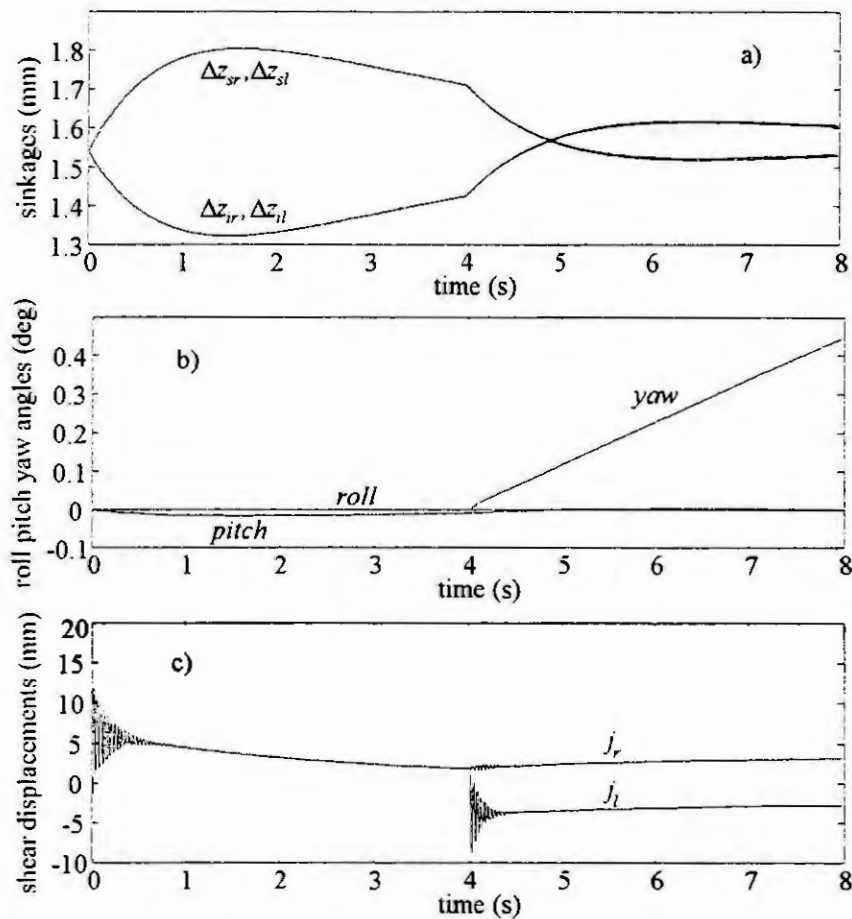 sinkages (mm)
1.8
1.7
1.6
1.5
1.4
1.3
a)
Δz_sr, Δz_sl
Δz_ir, Δz_il
0 1 2 3 4 5 6 7 8
time (s)
roll pitch yaw angles (deg)
0.4
0.3
0.2
0.1
0
-0.1
b)
yaw
roll
pitch
0 1 2 3 4 5 6 7 8
time (s)
shear displacements (mm)
20
15
10
5
0
-5
-10
c)
j_r
j_l
0 1 2 3 4 5 6 7 8
time (s)